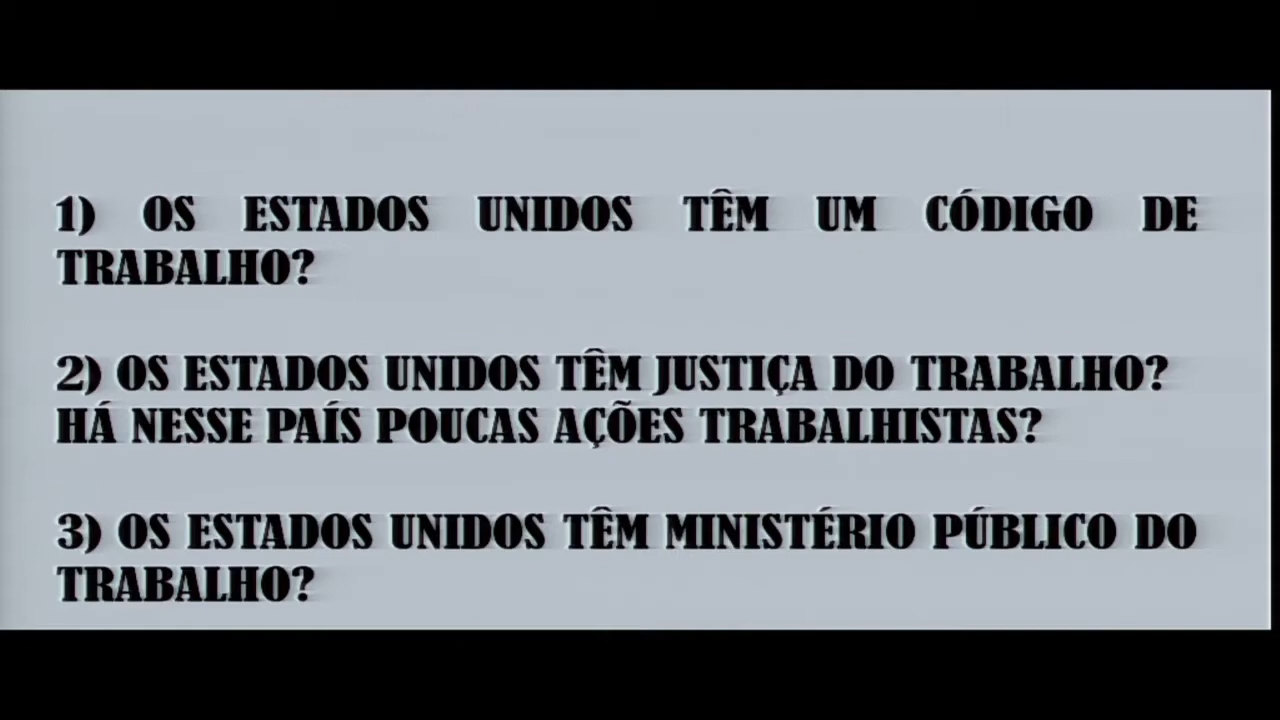 1) OS ESTADOS UNIDOS TÊM UM CÓDIGO DE
TRABALHO?
2) OS ESTADOS UNIDOS TÊM JUSTIÇA DO TRABALHO?
HÁ NESSE PAÍS POUCAS AÇÕES TRABALHISTAS?
3) OS ESTADOS UNIDOS TÊM MINISTÉRIO PÚBLICO DO
TRABALHO?